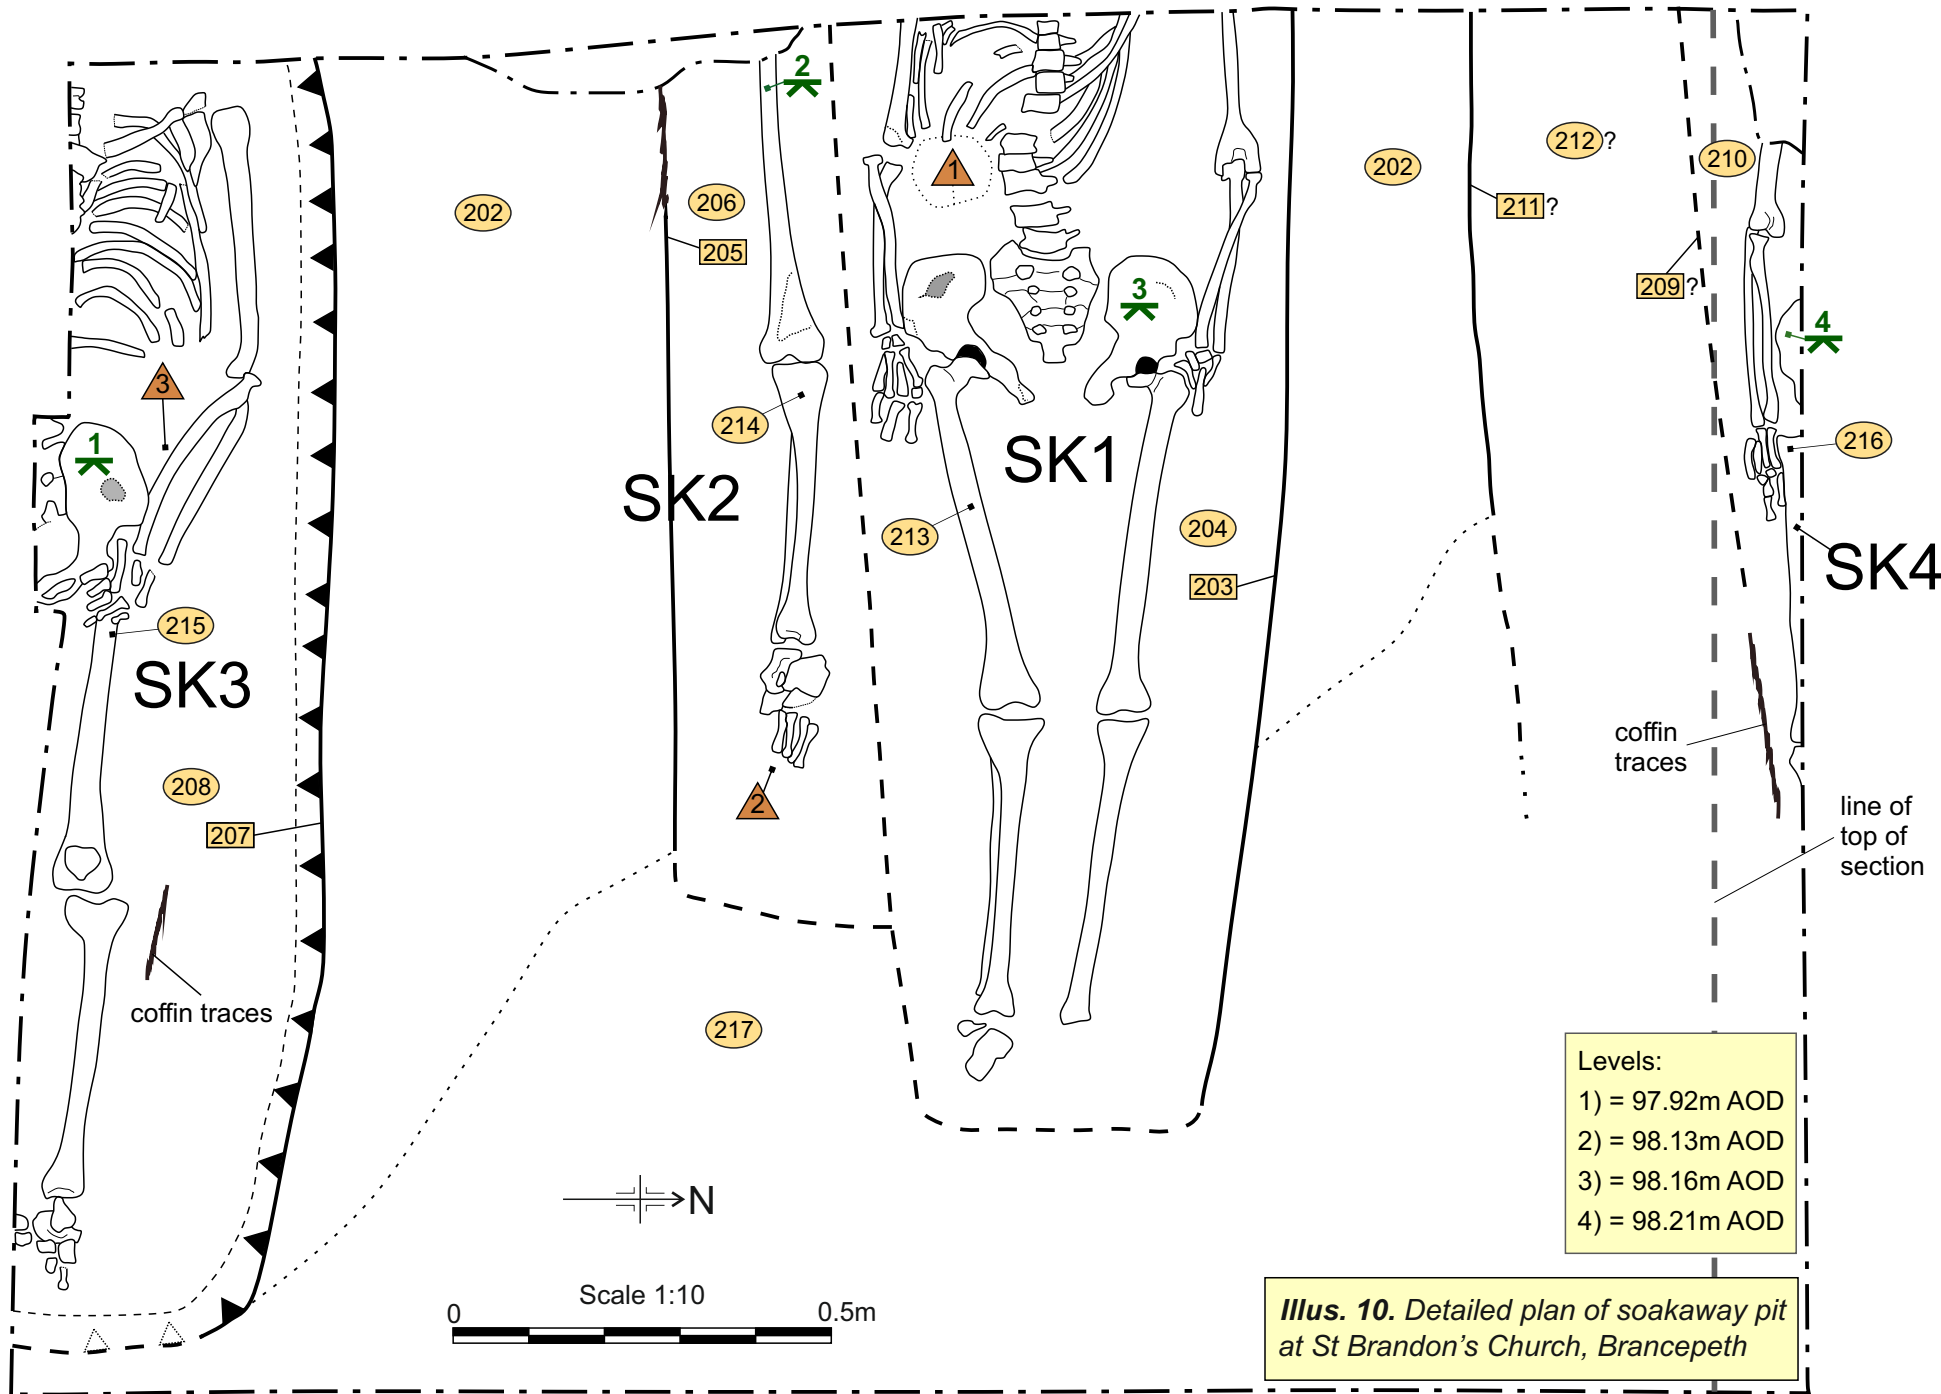 2
1
212?
202
210
202
206
211?
205
209?
3
4
3
1
214
216
SK1
SK2
213
204
SK4
203
215
SK3
coffin
traces
208
2
line of
top of
section
207
coffin traces
217
Levels:
1) = 97.92m AOD
2) = 98.13m AOD
3) = 98.16m AOD
4) = 98.21m AOD
N
Scale 1:10
0
0.5m
Illus. 10. Detailed plan of soakaway pit
at St Brandon's Church, Brancepeth